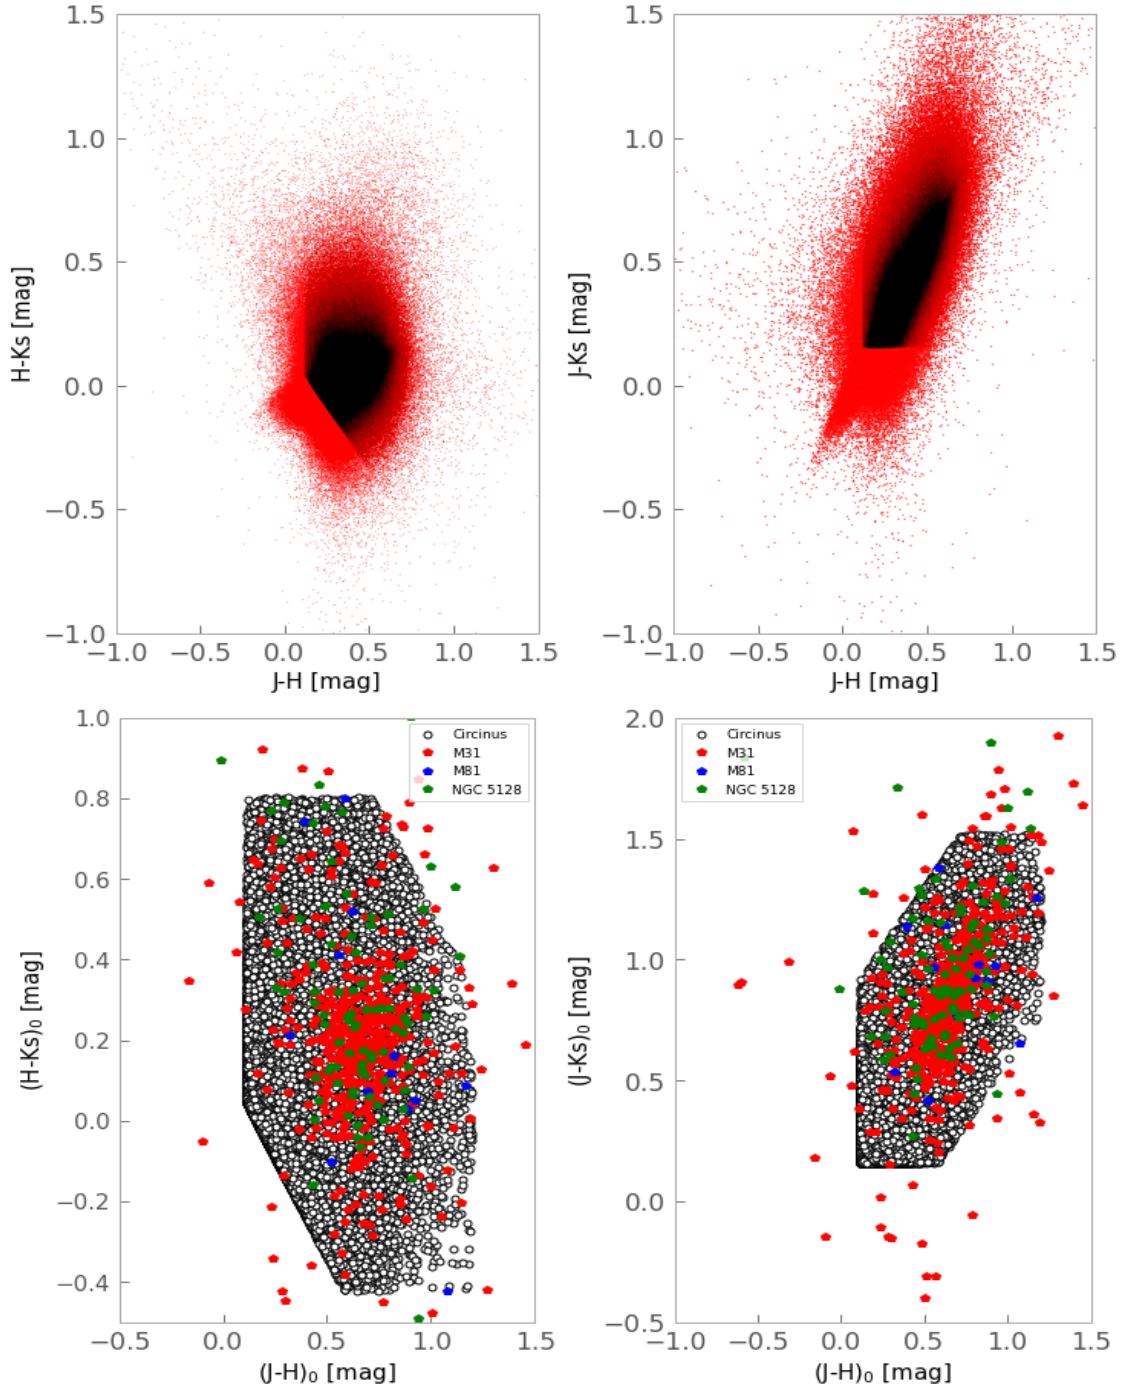 1.5
1.0
0.5
0.0
−0.5
−1.0
H-Ks [mag]
−1.0 −0.5 0.0 0.5 1.0 1.5
J-H [mag]
1.5
1.0
0.5
0.0
−0.5
−1.0
J-Ks [mag]
−1.0 −0.5 0.0 0.5 1.0 1.5
J-H [mag]
1.0
0.8
0.6
0.4
0.2
0.0
−0.2
−0.4
(H-Ks)₀ [mag]
Circinus
M31
M81
NGC 5128
−0.5 0.0 0.5 1.0 1.5
(J-H)₀ [mag]
2.0
1.5
1.0
0.5
0.0
−0.5
(J-Ks)₀ [mag]
Circinus
M31
M81
NGC 5128
−1.0 −0.5 0.0 0.5 1.0 1.5
(J-H)₀ [mag]